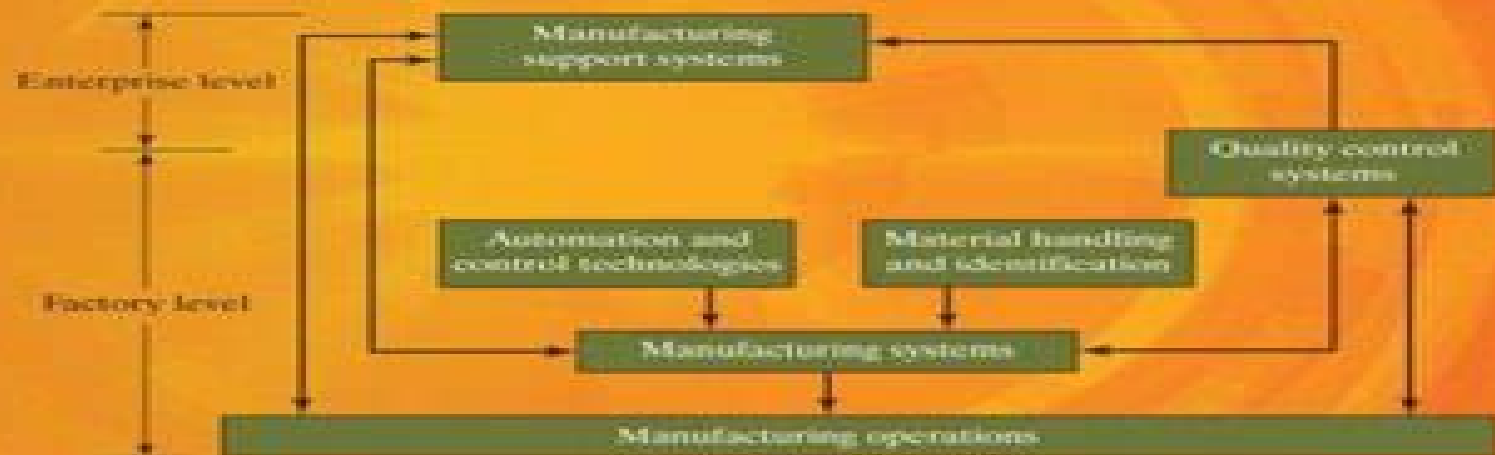 Manufacturing
support systems
Enterprise level
Quality control
systems
Automation and
control technologies
Material handling
and identification
Factory level
Manufacturing systems
Manufacturing operations